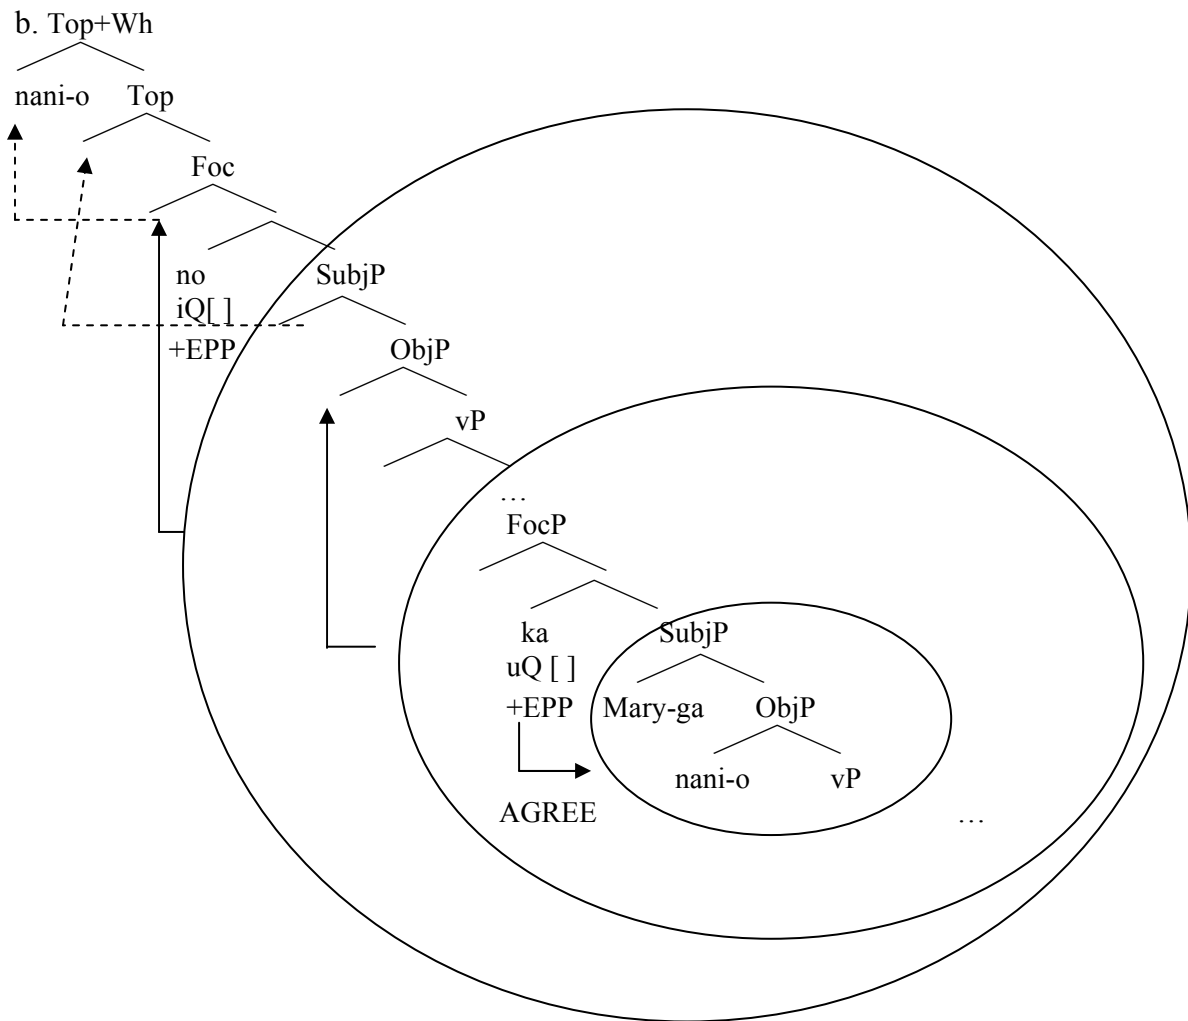 b. Top+Wh
nani-o Top
Foc
no SubjP
iQ[ ]
+EPP ObjP
vP
…
FocP
ka SubjP
uQ [ ]
+EPP Mary-ga ObjP
nani-o vP
AGREE …